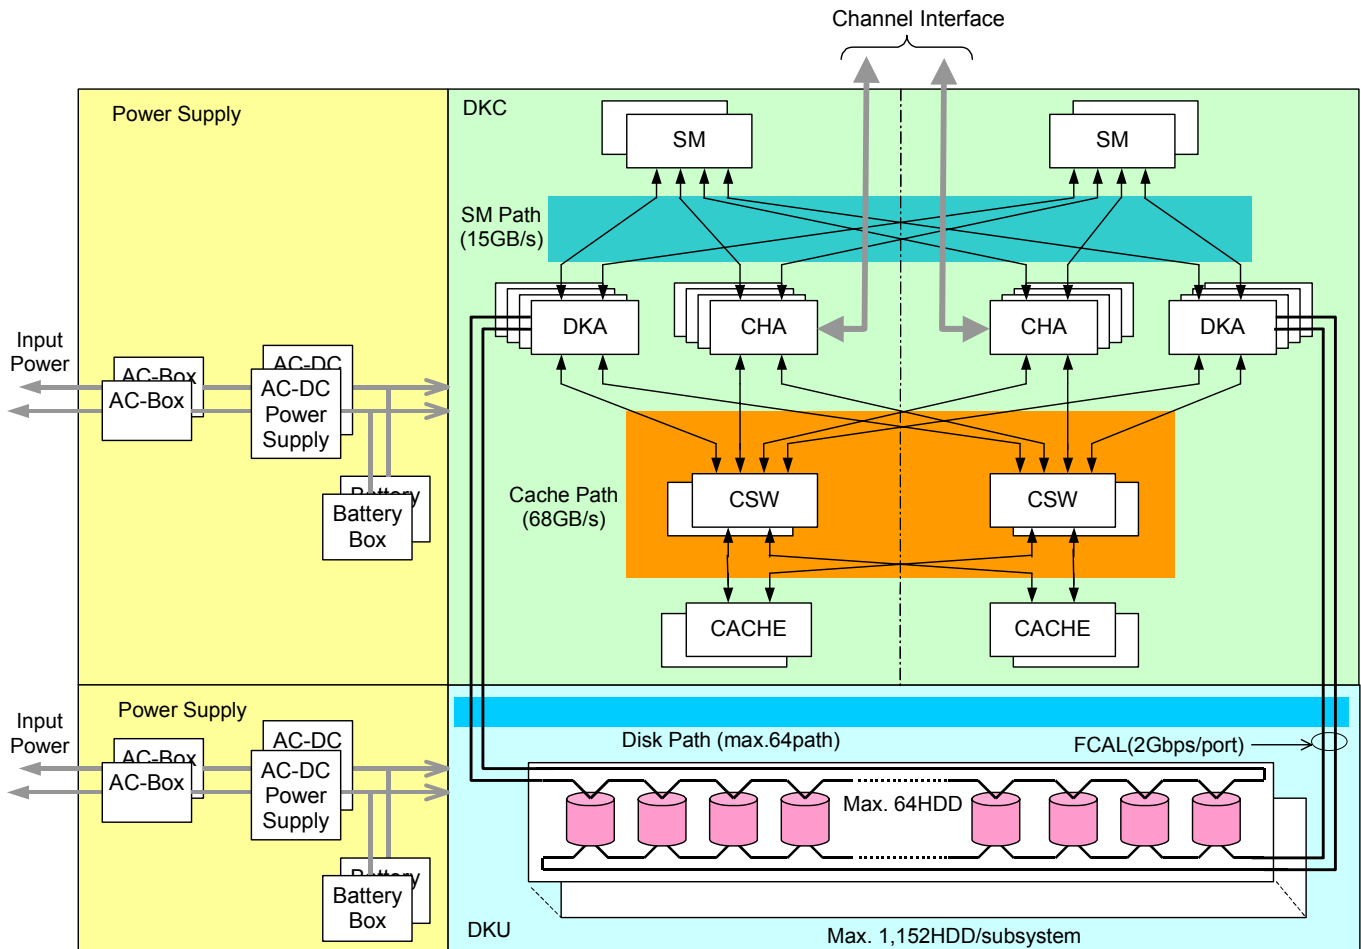 Channel Interface
Power Supply
DKC
SM
SM
SM Path
(15GB/s)
DKA
CHA
CHA
DKA
Input
Power
AC-Box
AC-Box
AC-DC
AC-DC
Power
Supply
Battery
Battery
Box
Cache Path
(68GB/s)
CSW
CSW
CACHE
CACHE
Power Supply
Input
Power
AC-Box
AC-Box
AC-DC
AC-DC
Power
Supply
Battery
Battery
Box
Disk Path (max.64path)
FCAL(2Gbps/port)
Max. 64HDD
DKU
Max. 1,152HDD/subsystem